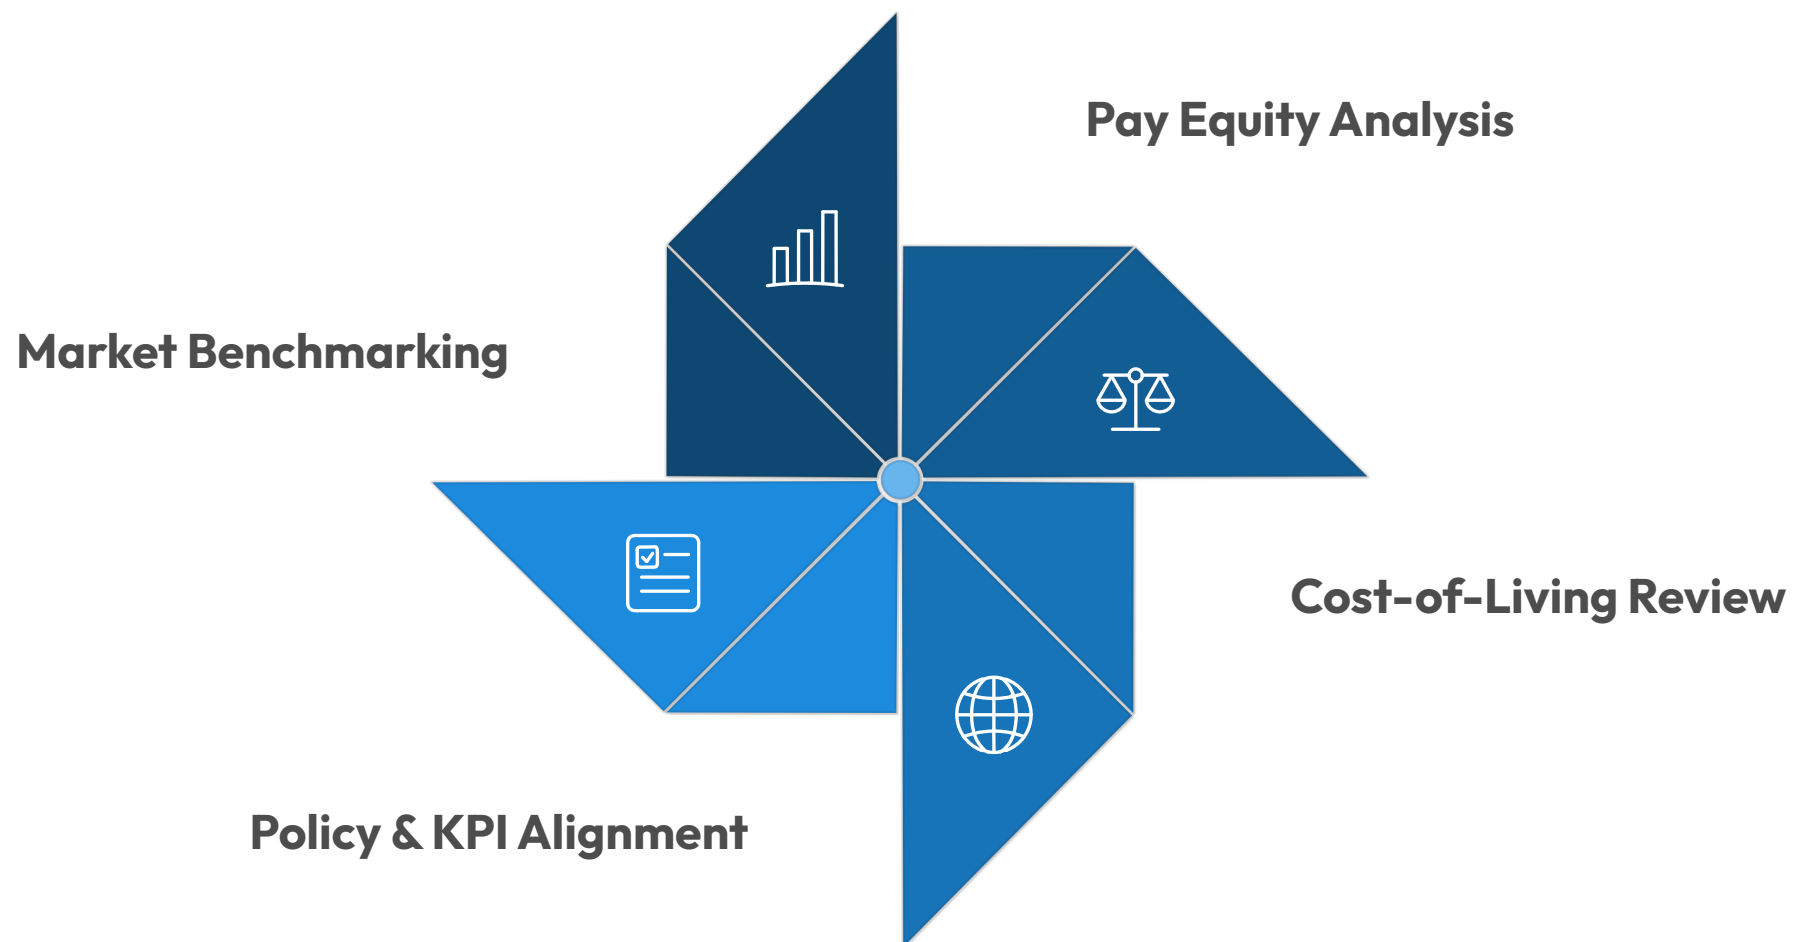 Pay Equity Analysis
Market Benchmarking
Cost-of-Living Review
Policy & KPI Alignment